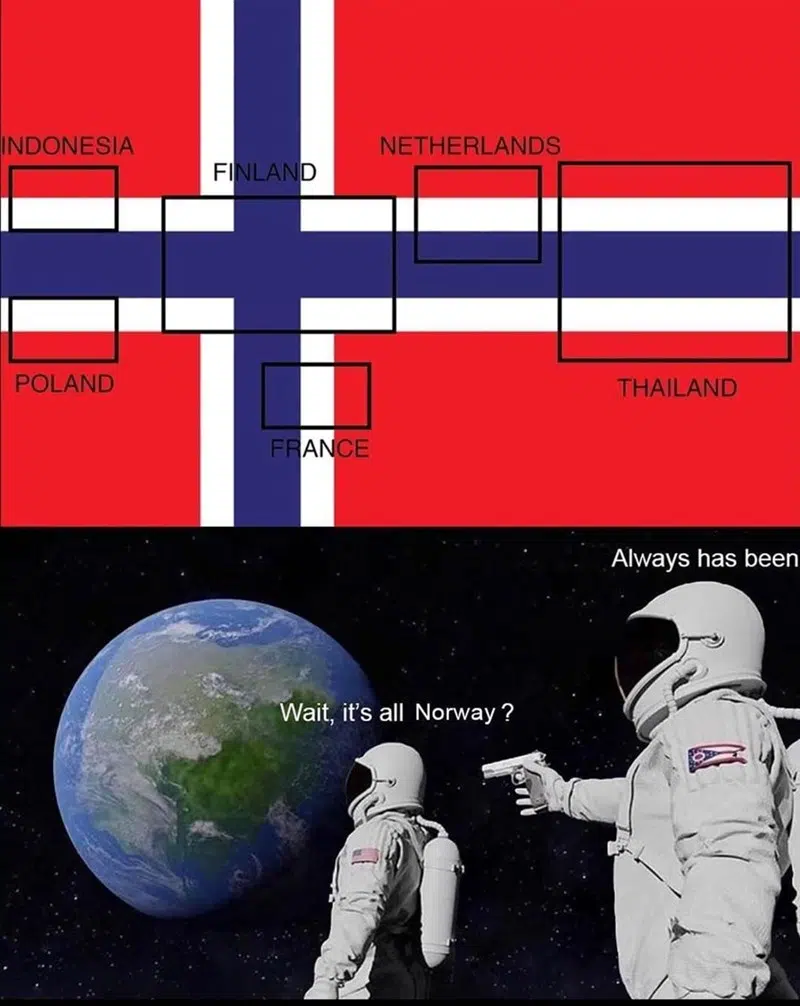 INDONESIA
NETHERLANDS
FINLAND
POLAND
THAILAND
FRANCE
Always has been
Wait, it's all Norway ?